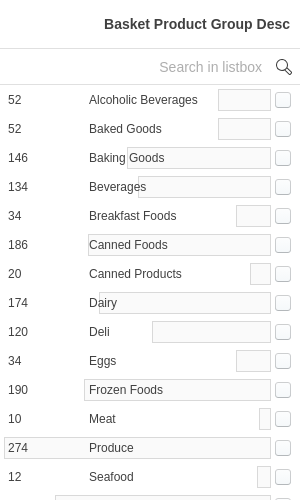 Basket Product Group Desc
Search in listbox
52 Alcoholic Beverages
52 Baked Goods
146 Baking Goods
134 Beverages
34 Breakfast Foods
186 Canned Foods
20 Canned Products
174 Dairy
120 Deli
34 Eggs
190 Frozen Foods
10 Meat
274 Produce
12 Seafood